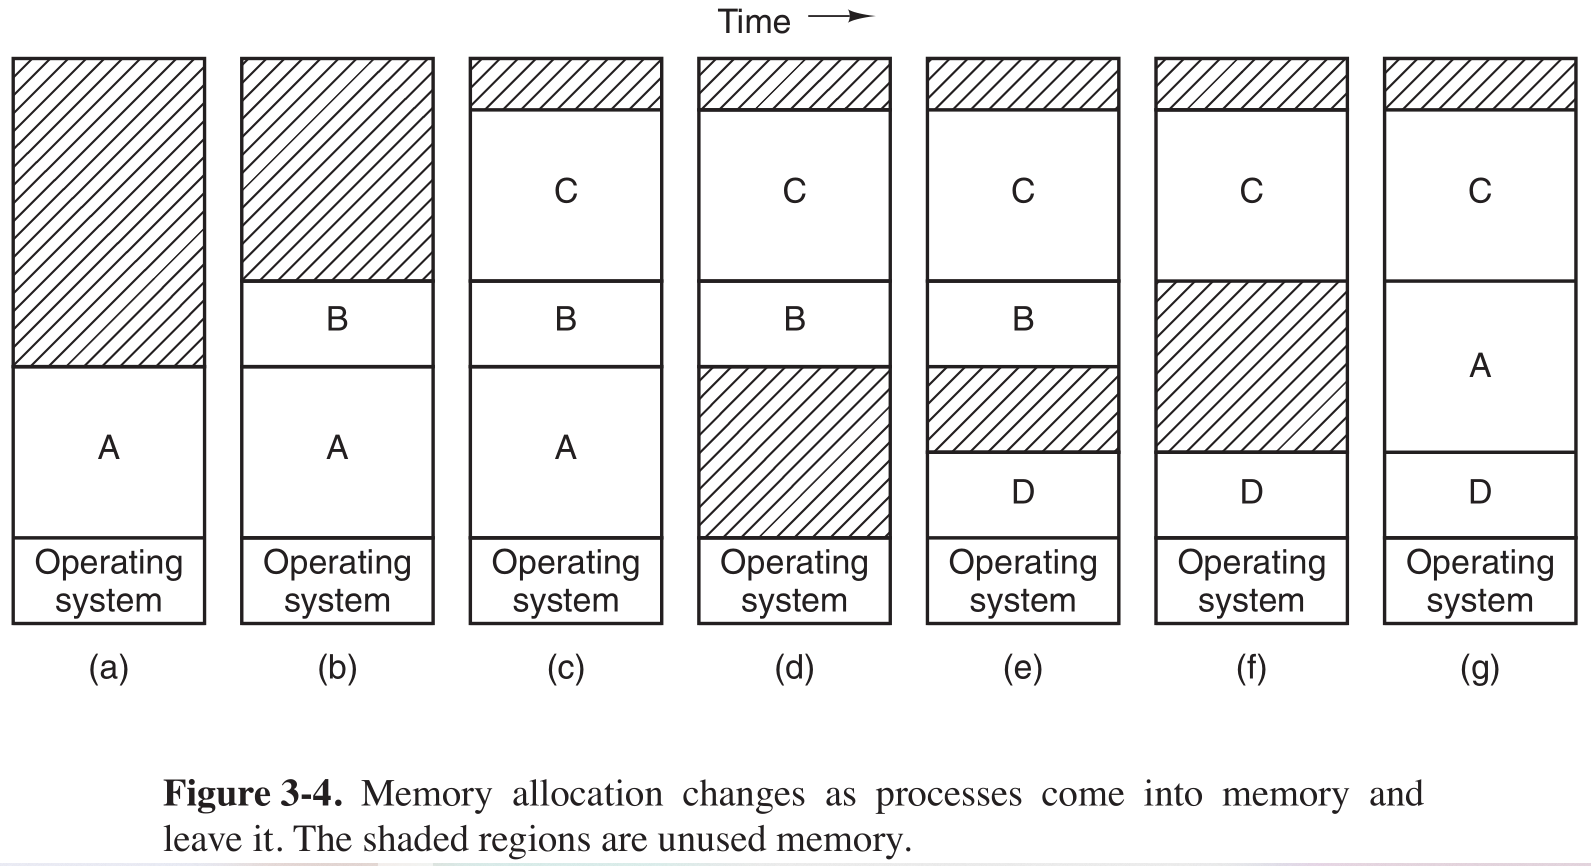 Time
C
C
C
C
C
B
B
B
B
A
A
A
A
D
D
D
Operating
system
Operating
system
Operating
system
Operating
system
Operating
system
Operating
system
Operating
system
(a)
(b)
(c)
(d)
(e)
(f)
(g)
Figure 3-4. Memory allocation changes as processes come into memory and
leave it. The shaded regions are unused memory.